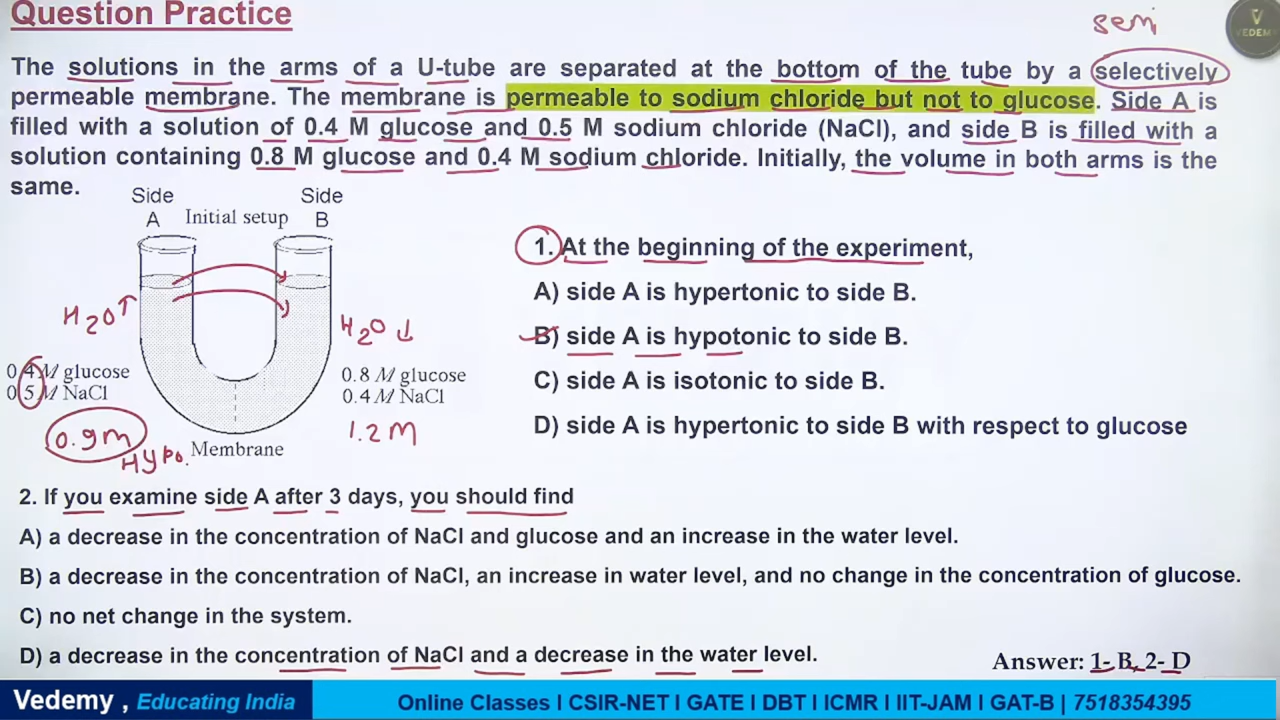 Question Practice
semi
VEDEMY
The solutions in the arms of a U-tube are separated at the bottom of the tube by a selectively
permeable membrane. The membrane is permeable to sodium chloride but not to glucose. Side A is
filled with a solution of 0.4 M glucose and 0.5 M sodium chloride (NaCl), and side B is filled with a
solution containing 0.8 M glucose and 0.4 M sodium chloride. Initially, the volume in both arms is the
same.
Side A
Initial setup
Side B
H2O ↑
H2O ↓
0.4 M glucose
0.5 M NaCl
0.8 M glucose
0.4 M NaCl
0.9 m
Hypo.
1.2 M
Membrane
1. At the beginning of the experiment,
A) side A is hypertonic to side B.
B) side A is hypotonic to side B.
C) side A is isotonic to side B.
D) side A is hypertonic to side B with respect to glucose
2. If you examine side A after 3 days, you should find
A) a decrease in the concentration of NaCl and glucose and an increase in the water level.
B) a decrease in the concentration of NaCl, an increase in water level, and no change in the concentration of glucose.
C) no net change in the system.
D) a decrease in the concentration of NaCl and a decrease in the water level.
Answer: 1- B, 2- D
Vedemy , Educating India
Online Classes I CSIR-NET I GATE I DBT I ICMR I IIT-JAM I GAT-B | 7518354395